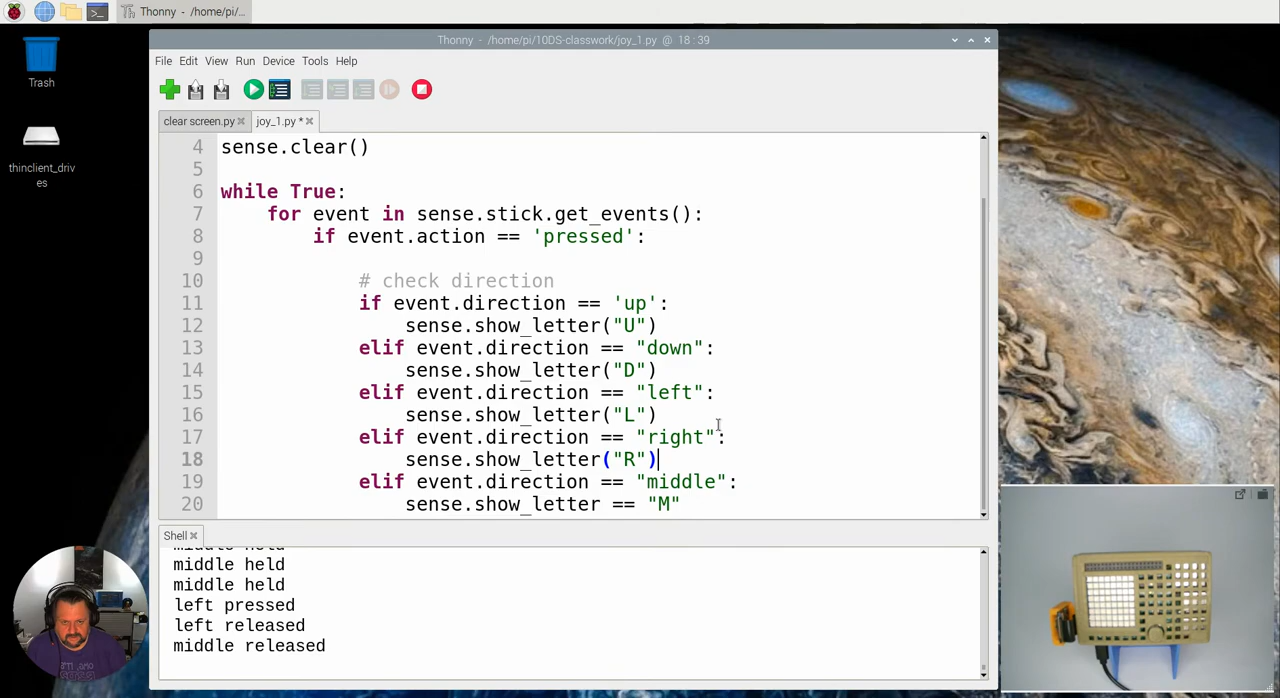 Thonny - /home/pi/...
Trash
thinclient_driv
es
Thonny - /home/pi/10DS-classwork/joy_1.py @ 18 : 39
File Edit View Run Device Tools Help
clear screen.py
joy_1.py *
4 sense.clear()
5
6 while True:
7 for event in sense.stick.get_events():
8 if event.action == 'pressed':
9
10 # check direction
11 if event.direction == 'up':
12 sense.show_letter("U")
13 elif event.direction == "down":
14 sense.show_letter("D")
15 elif event.direction == "left":
16 sense.show_letter("L")
17 elif event.direction == "right":
18 sense.show_letter("R")
19 elif event.direction == "middle":
20 sense.show_letter == "M"
Shell
middle held
middle held
middle held
left pressed
left released
middle released